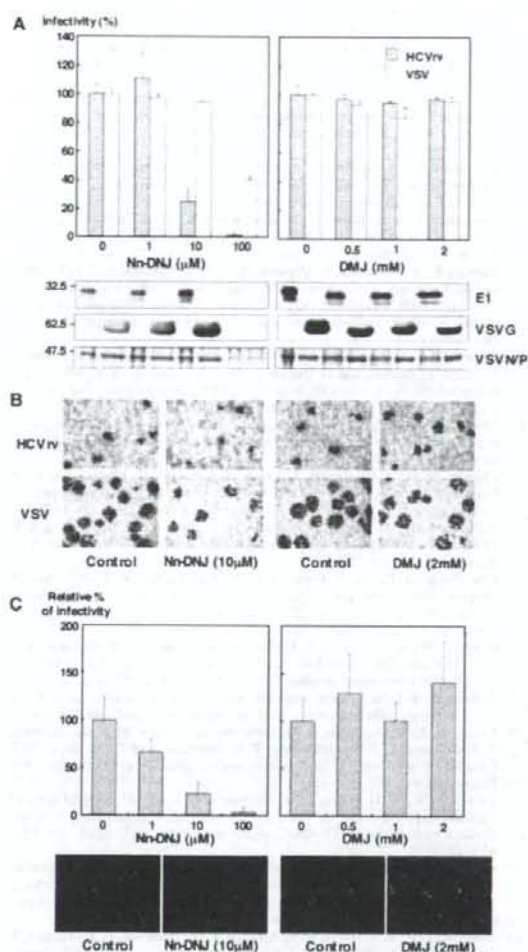 A
Infectivity (%)
140
120
100
80
60
40
20
0
HCVrv
VSV
0 1 10 100
Nn-DNJ (μM)
0 0.5 1 2
DMJ (mM)
32.5
E1
62.5
VSVG
47.5
VSVN/P
B
HCVrv
VSV
Control Nn-DNJ (10μM) Control DMJ (2mM)
C
Relative %
of infectivity
200
150
100
50
0
0 1 10 100
Nn-DNJ (μM)
0 0.5 1 2
DMJ (mM)
Control Nn-DNJ (10μM) Control DMJ (2mM)